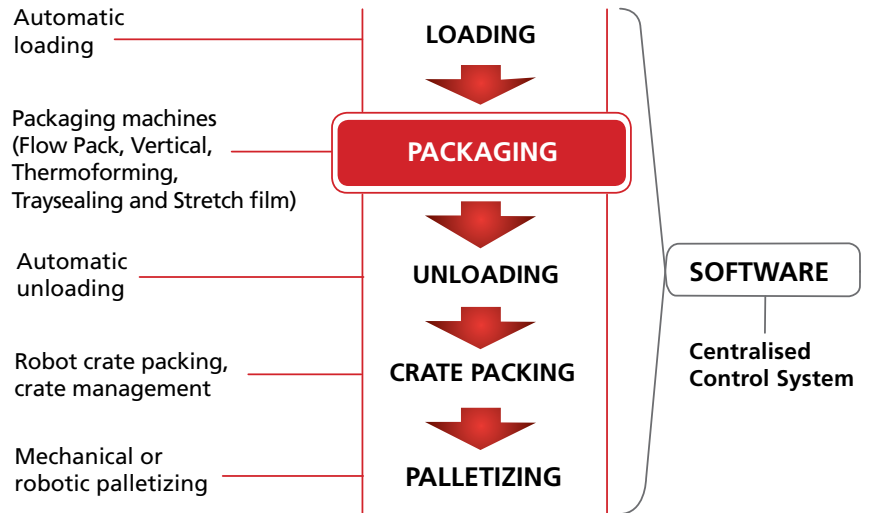 Automatic
loading
LOADING
Packaging machines
(Flow Pack, Vertical,
Thermoforming,
Traysealing and Stretch film)
PACKAGING
Automatic
unloading
UNLOADING
Robot crate packing,
crate management
CRATE PACKING
Mechanical or
robotic palletizing
PALLETIZING
SOFTWARE
Centralised
Control System